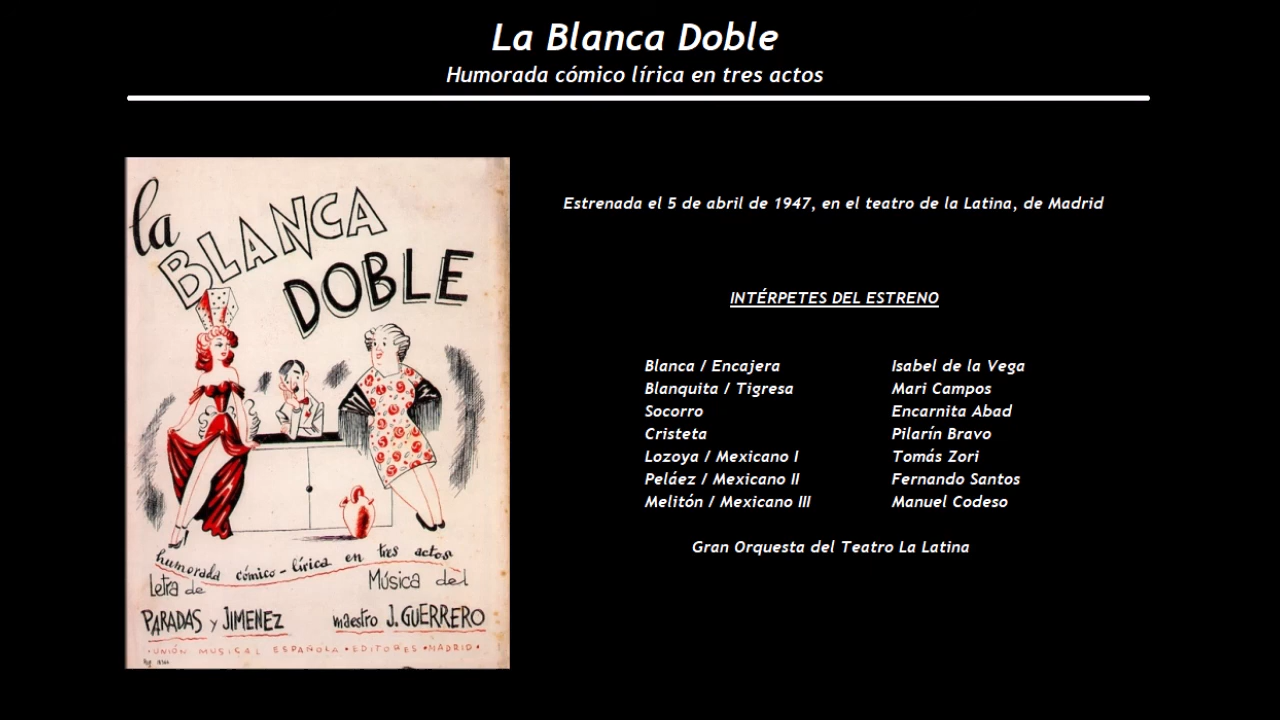 La Blanca Doble
Humorada cómico lírica en tres actos
la
BLANCA
DOBLE
humorada cómico-lírica en tres actos
Letra de
PARADAS y JIMENEZ
Música del
maestro J. GUERRERO
·UNIÓN MUSICAL ESPAÑOLA·EDITORES·MADRID·
Estrenada el 5 de abril de 1947, en el teatro de la Latina, de Madrid
INTÉRPETES DEL ESTRENO
Blanca / Encajera Isabel de la Vega
Blanquita / Tigresa Mari Campos
Socorro Encarnita Abad
Cristeta Pilarín Bravo
Lozoya / Mexicano I Tomás Zori
Peláez / Mexicano II Fernando Santos
Melitón / Mexicano III Manuel Codeso
Gran Orquesta del Teatro La Latina